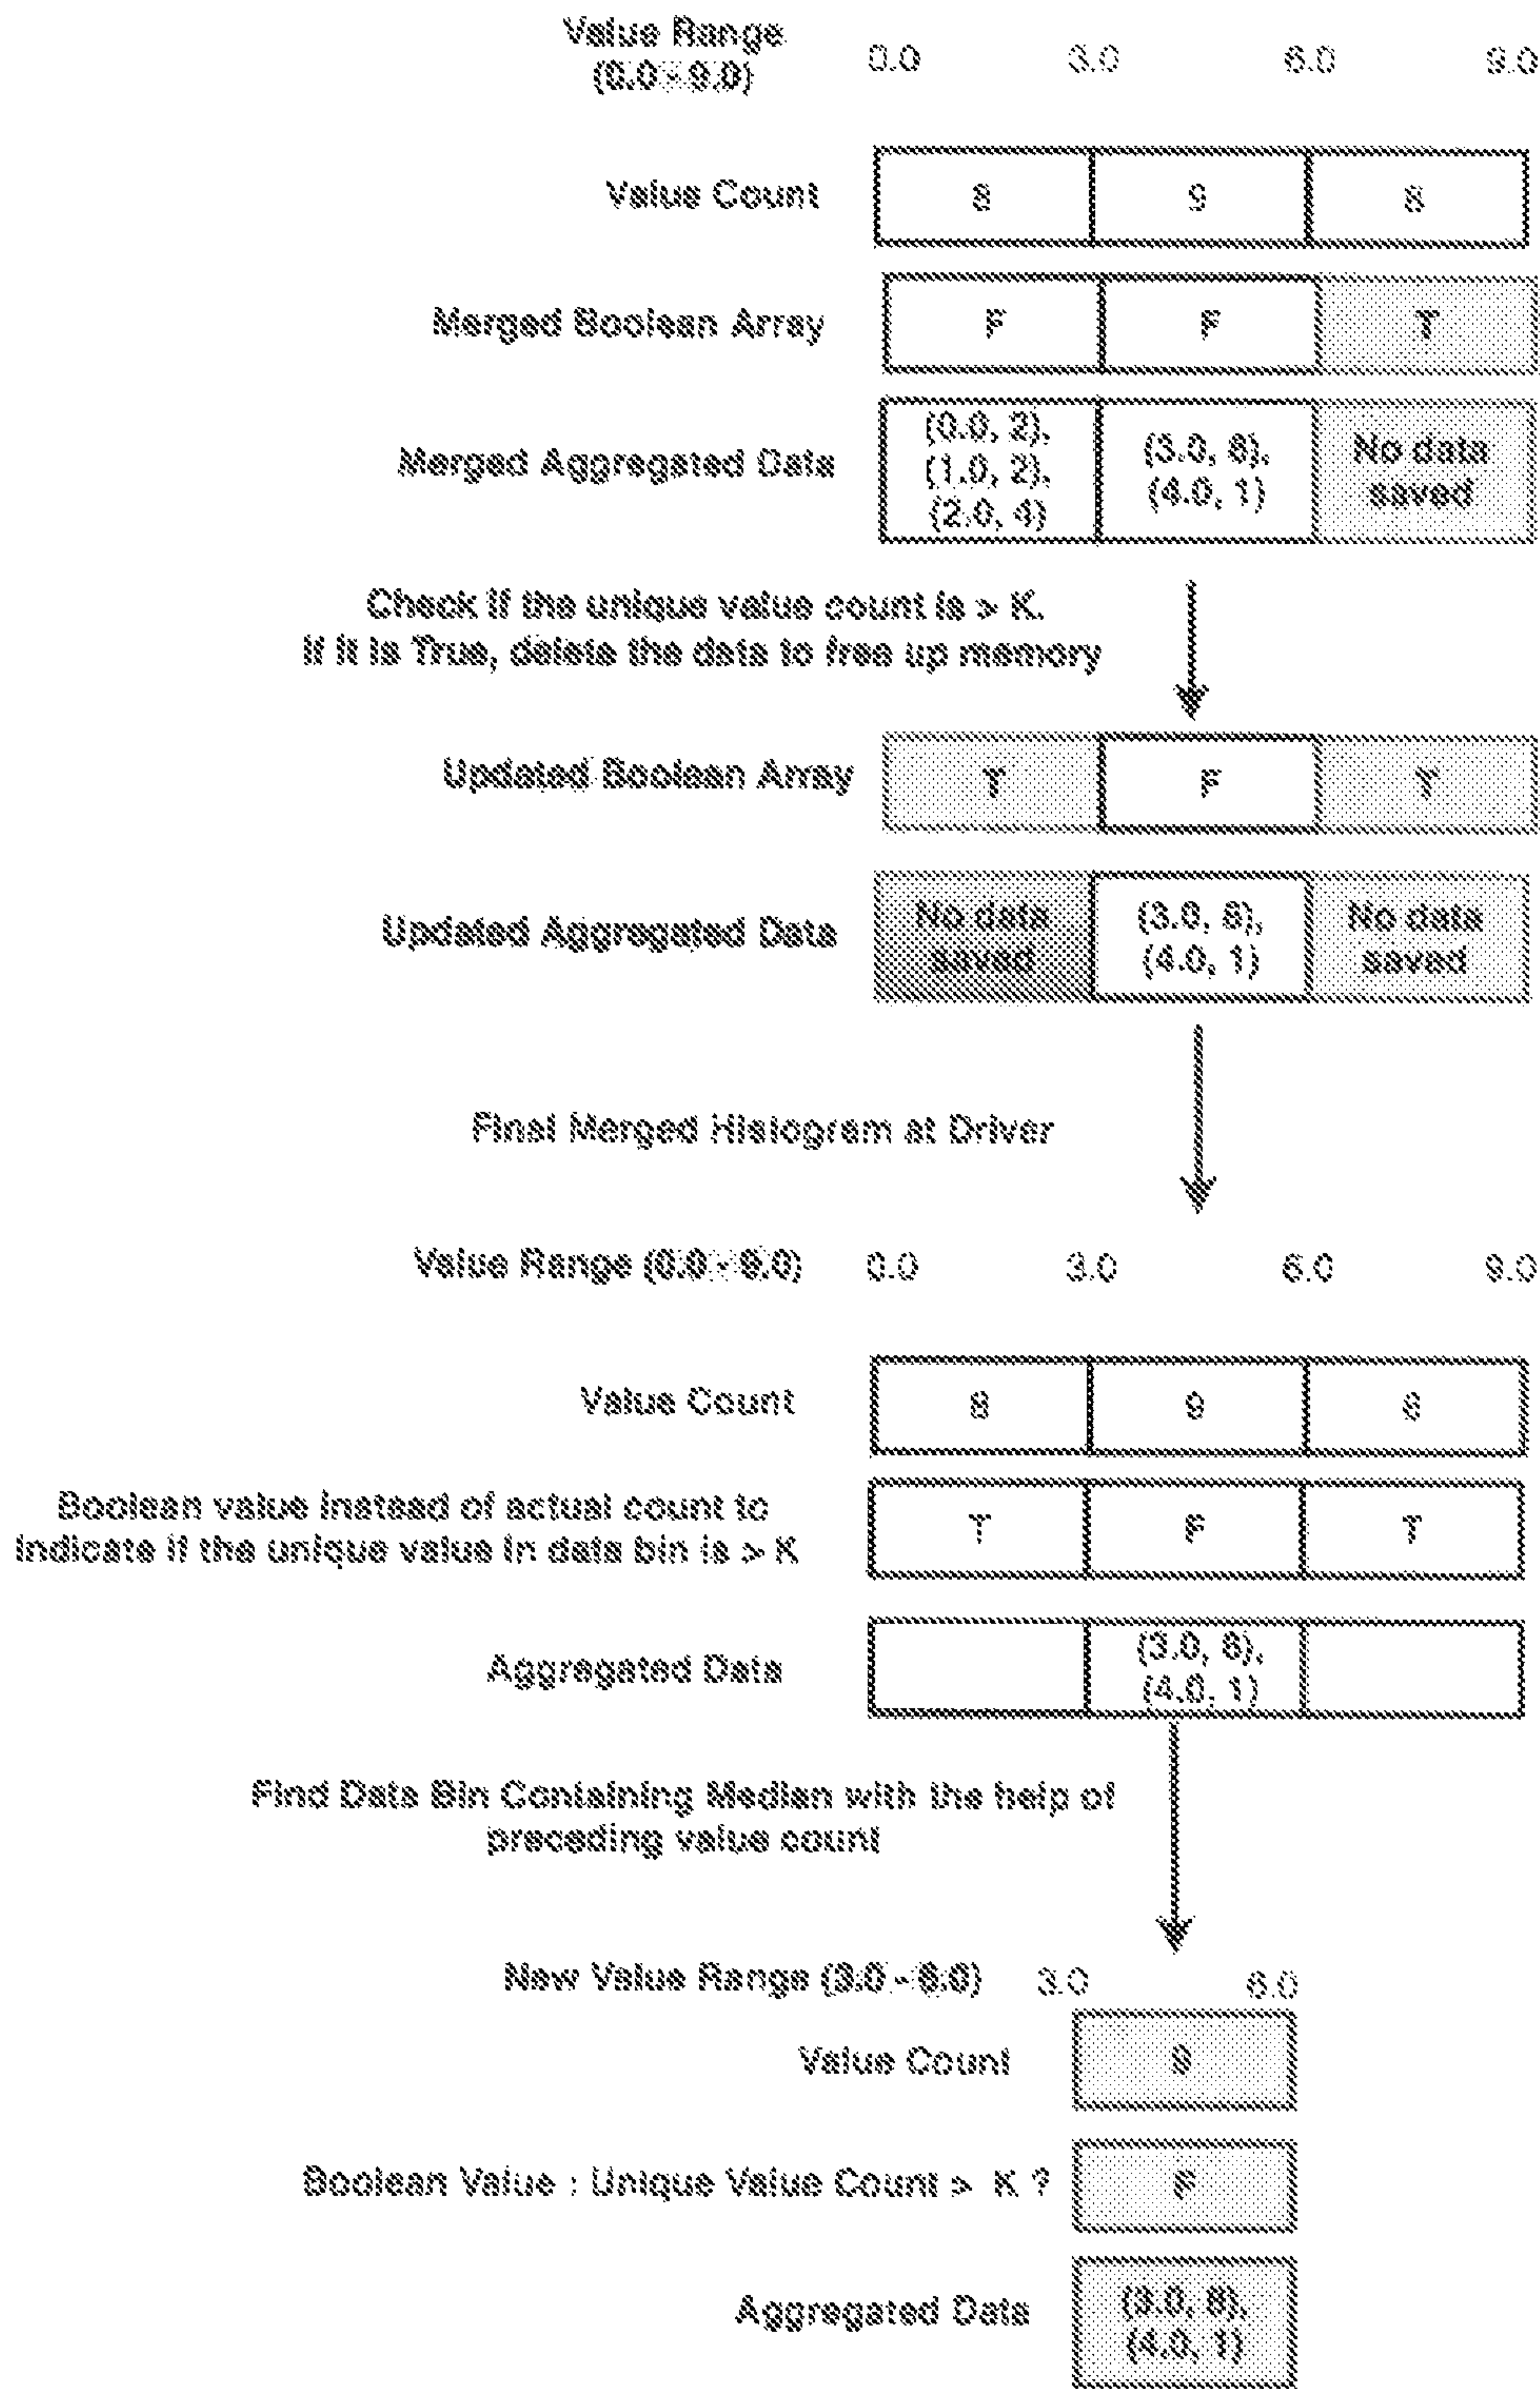 Value Range
(0.0 - 9.0)
0.0 3.0 6.0 9.0
Value Count 8 9 8
Merged Boolean Array F F T
Merged Aggregated Data
(0.0, 2),
(1.0, 2),
(2.0, 4)
(3.0, 8),
(4.0, 1)
No data
saved
Check if the unique value count is > K.
If it is True, delete the data to free up memory
Updated Boolean Array T F T
Updated Aggregated Data
No data
saved
(3.0, 8),
(4.0, 1)
No data
saved
Final Merged Histogram at Driver
Value Range (0.0 - 9.0) 0.0 3.0 6.0 9.0
Value Count 8 9 8
Boolean value instead of actual count to
indicate if the unique value in data bin is > K
T F T
Aggregated Data
(3.0, 8),
(4.0, 1)
Find Data Bin Containing Median with the help of
preceding value count
New Value Range (3.0 - 6.0) 3.0 6.0
Value Count 9
Boolean Value : Unique Value Count > K ? F
Aggregated Data
(3.0, 8),
(4.0, 1)